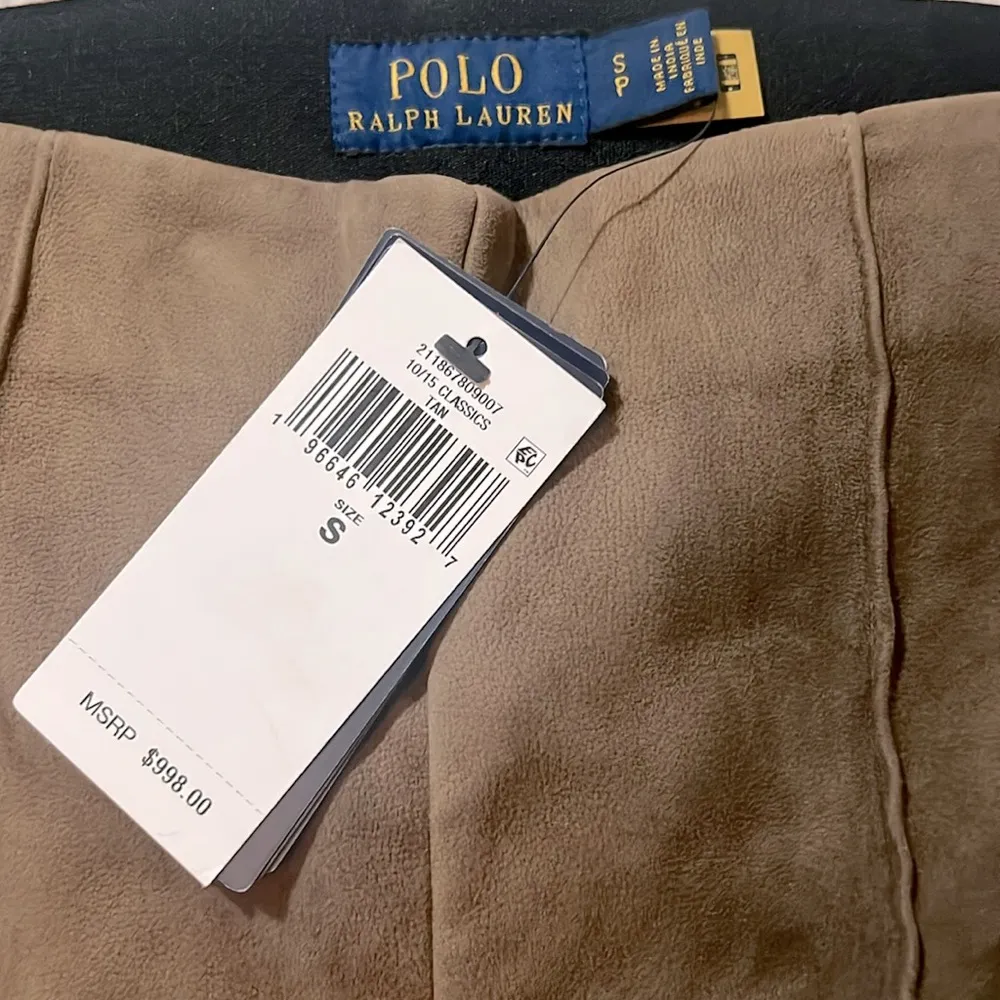 POLO
RALPH LAUREN
S
P
MADE IN
INDIA
FABRIQUÉ EN
INDE
211867809007
10/15 CLASSICS
TAN
1 96646 12392 7
EPC
SIZE
S
MSRP $998.00